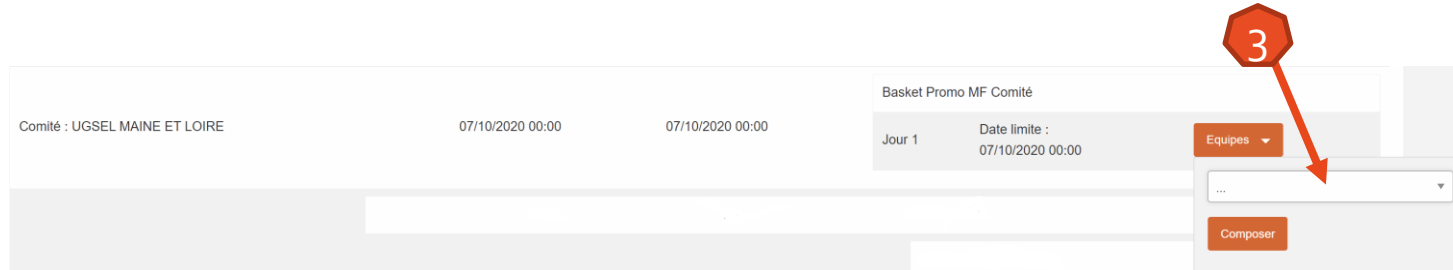 3
Basket Promo MF Comité
Comité : UGSEL MAINE ET LOIRE 07/10/2020 00:00 07/10/2020 00:00
Jour 1 Date limite :
07/10/2020 00:00
Equipes
...
Composer